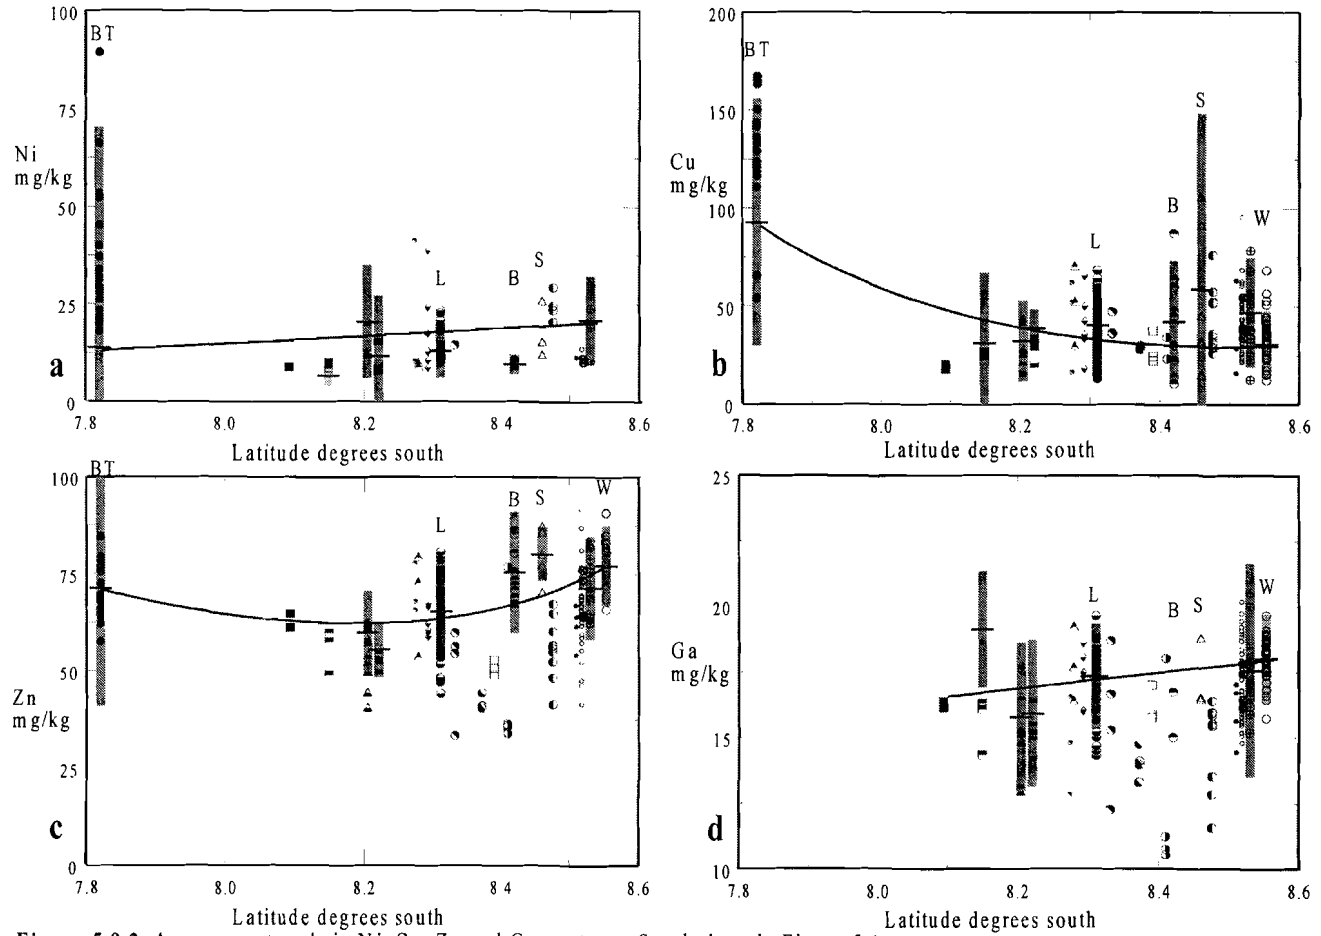 100
BT
75
Ni
mg/kg
50
25
L
B
S
a
0
7.8
8.0
8.2
8.4
8.6
Latitude degrees south
200
BT
150
S
Cu
mg/kg
100
B
W
L
50
b
0
7.8
8.0
8.2
8.4
8.6
Latitude degrees south
100
BT
W
B
S
L
75
50
Zn
mg/kg
25
c
0
7.8
8.0
8.2
8.4
8.6
Latitude degrees south
25
20
L
B
S
W
Ga
mg/kg
15
d
10
7.8
8.0
8.2
8.4
8.6
Latitude degrees south